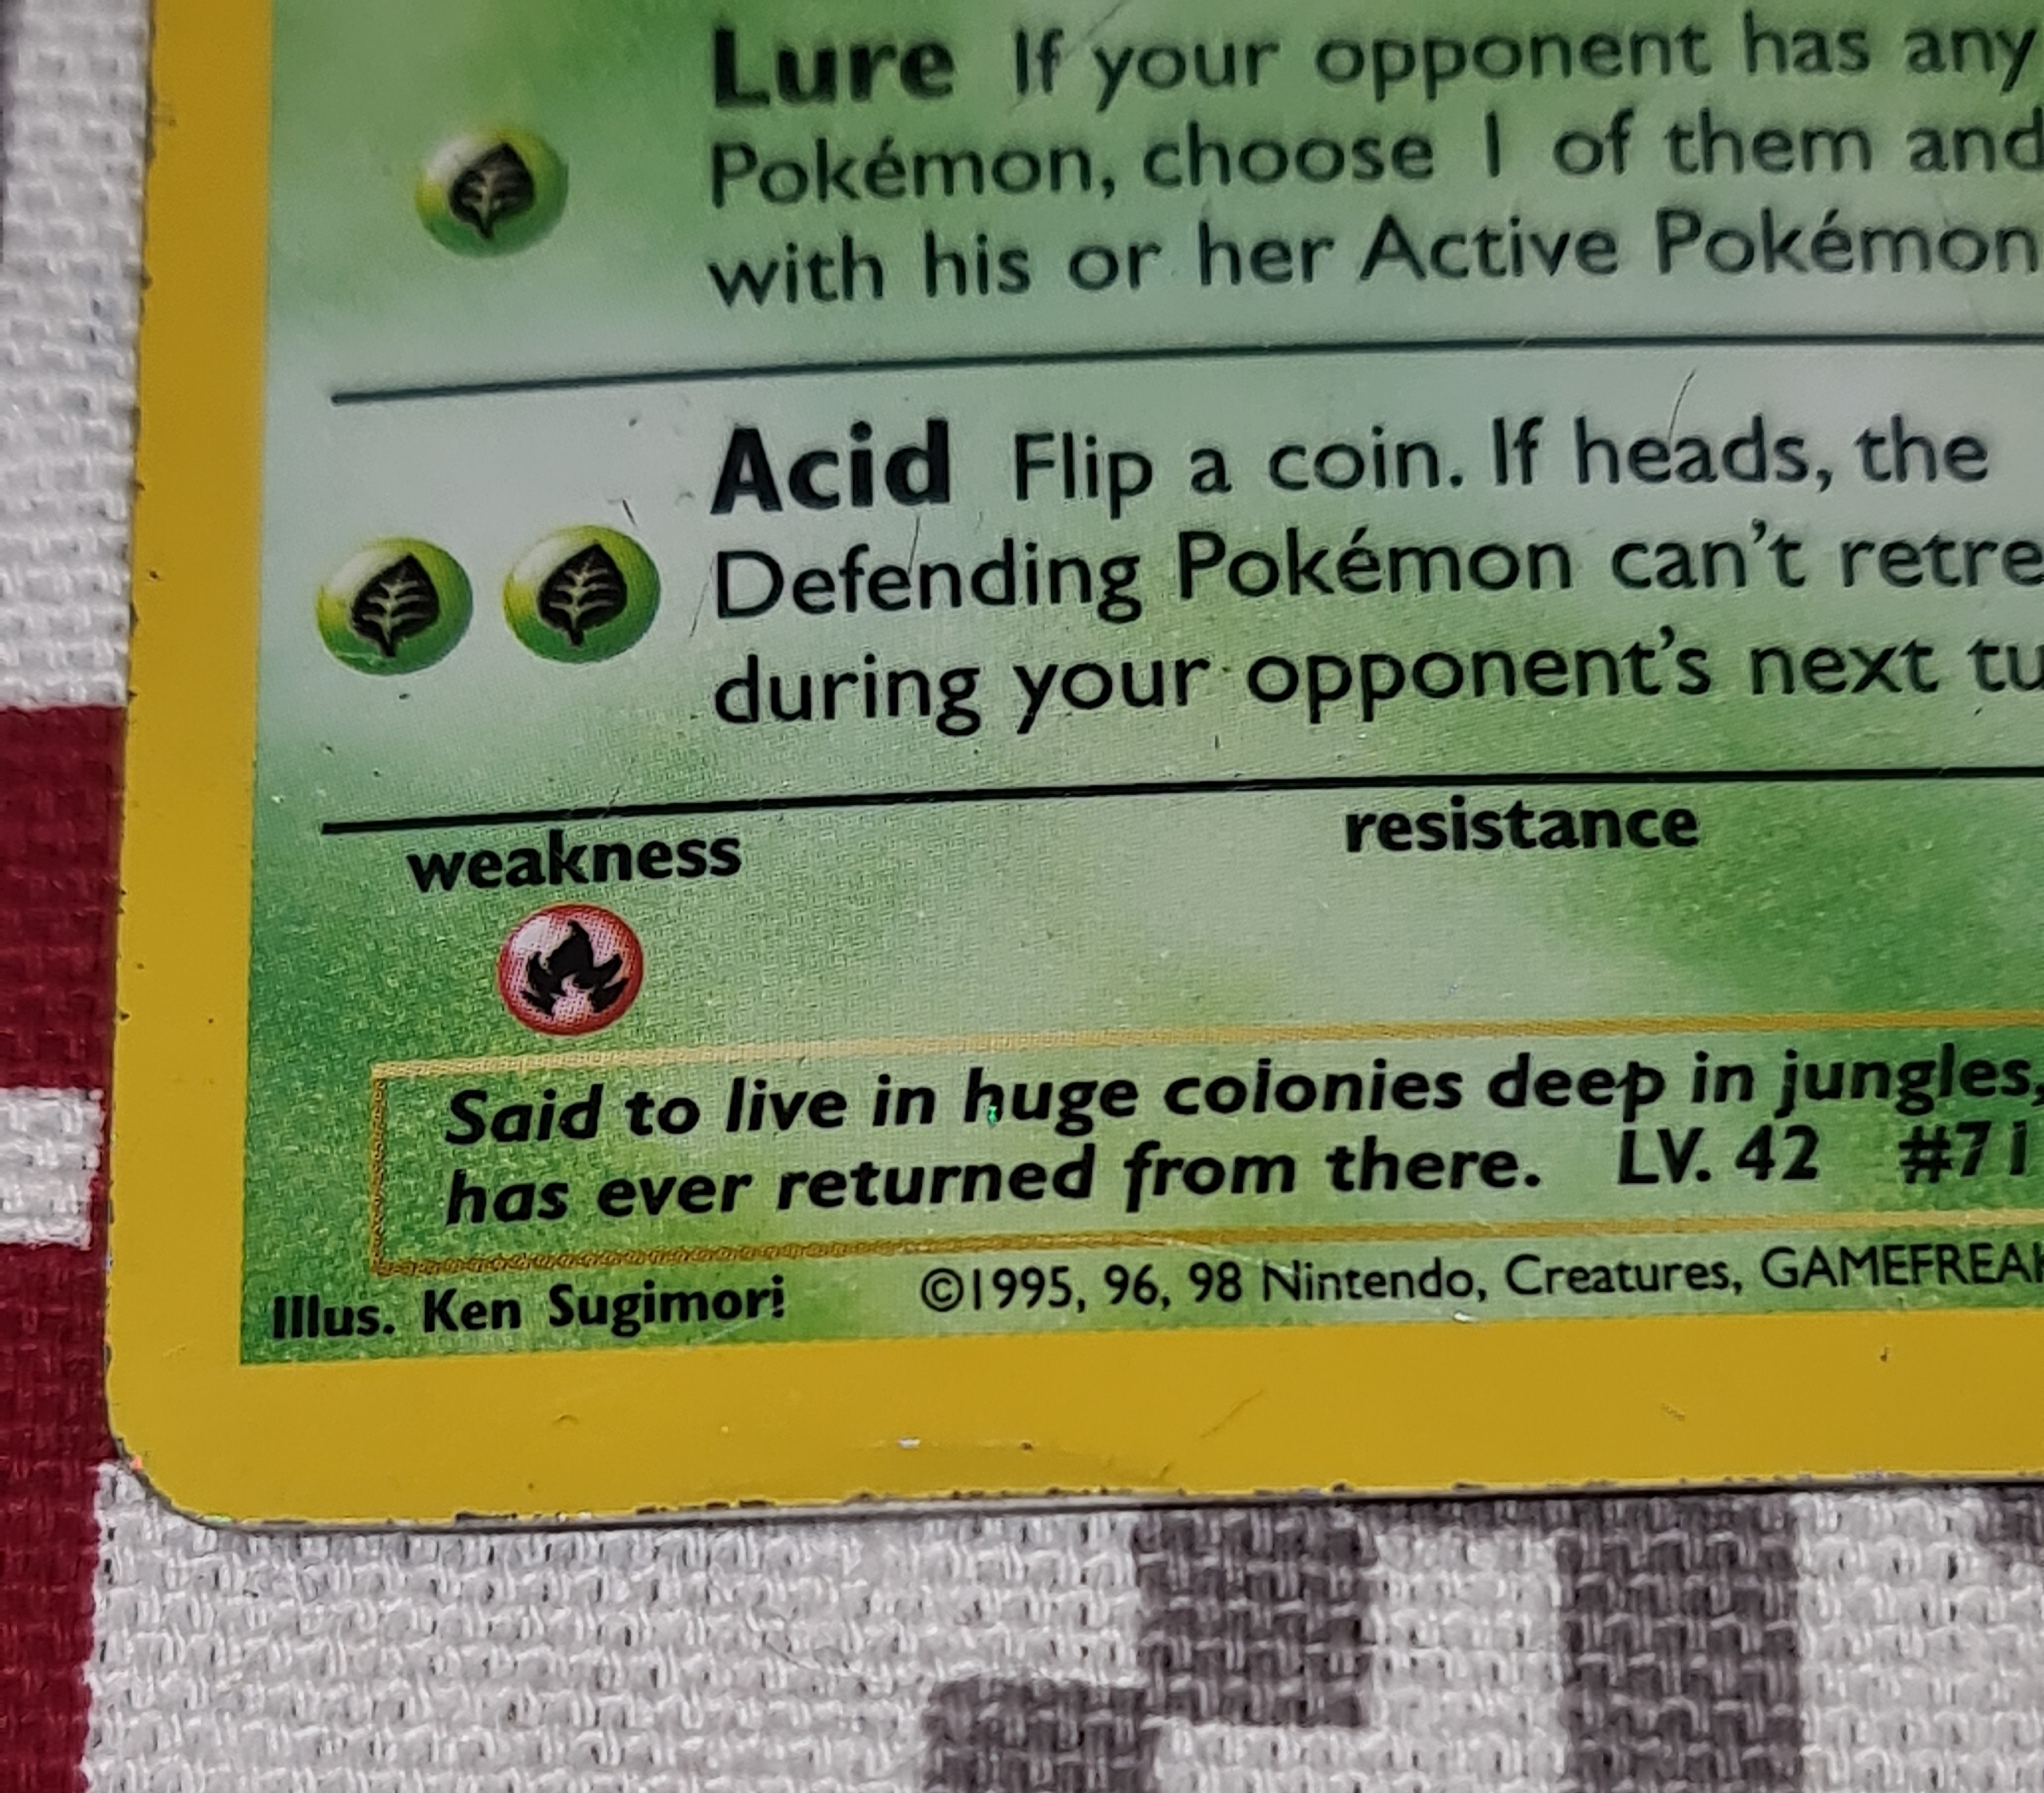 Lure If your opponent has any
Pokémon, choose 1 of them and
with his or her Active Pokémon
Acid Flip a coin. If heads, the
Defending Pokémon can't retre
during your opponent's next tu
weakness resistance
Said to live in huge colonies deep in jungles,
has ever returned from there. LV. 42 #71
Illus. Ken Sugimori ©1995, 96, 98 Nintendo, Creatures, GAMEFREAK